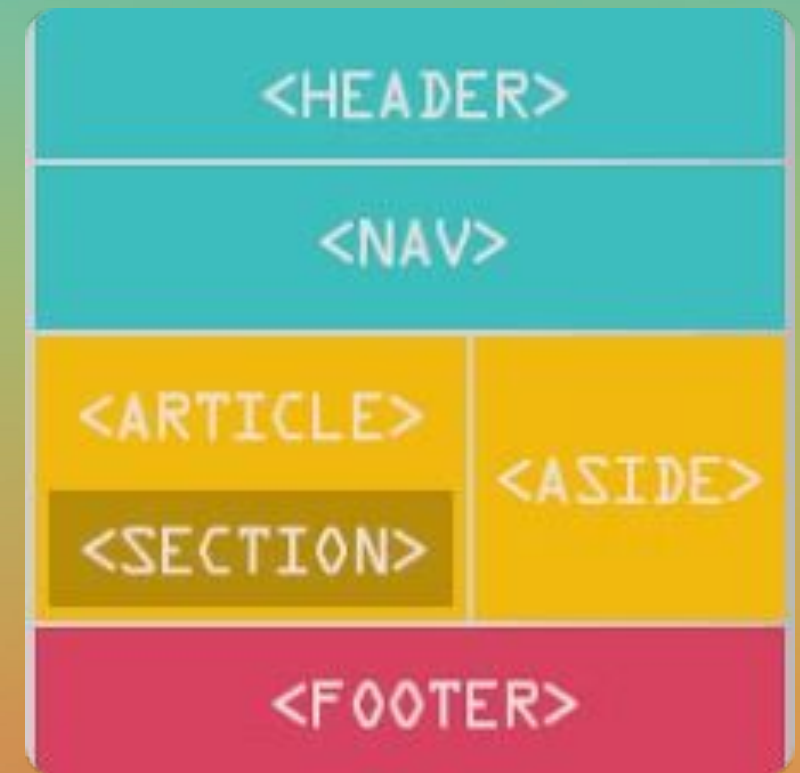 <HEADER>
<NAV>
<ARTICLE>
<SECTION>
<ASIDE>
<FOOTER>